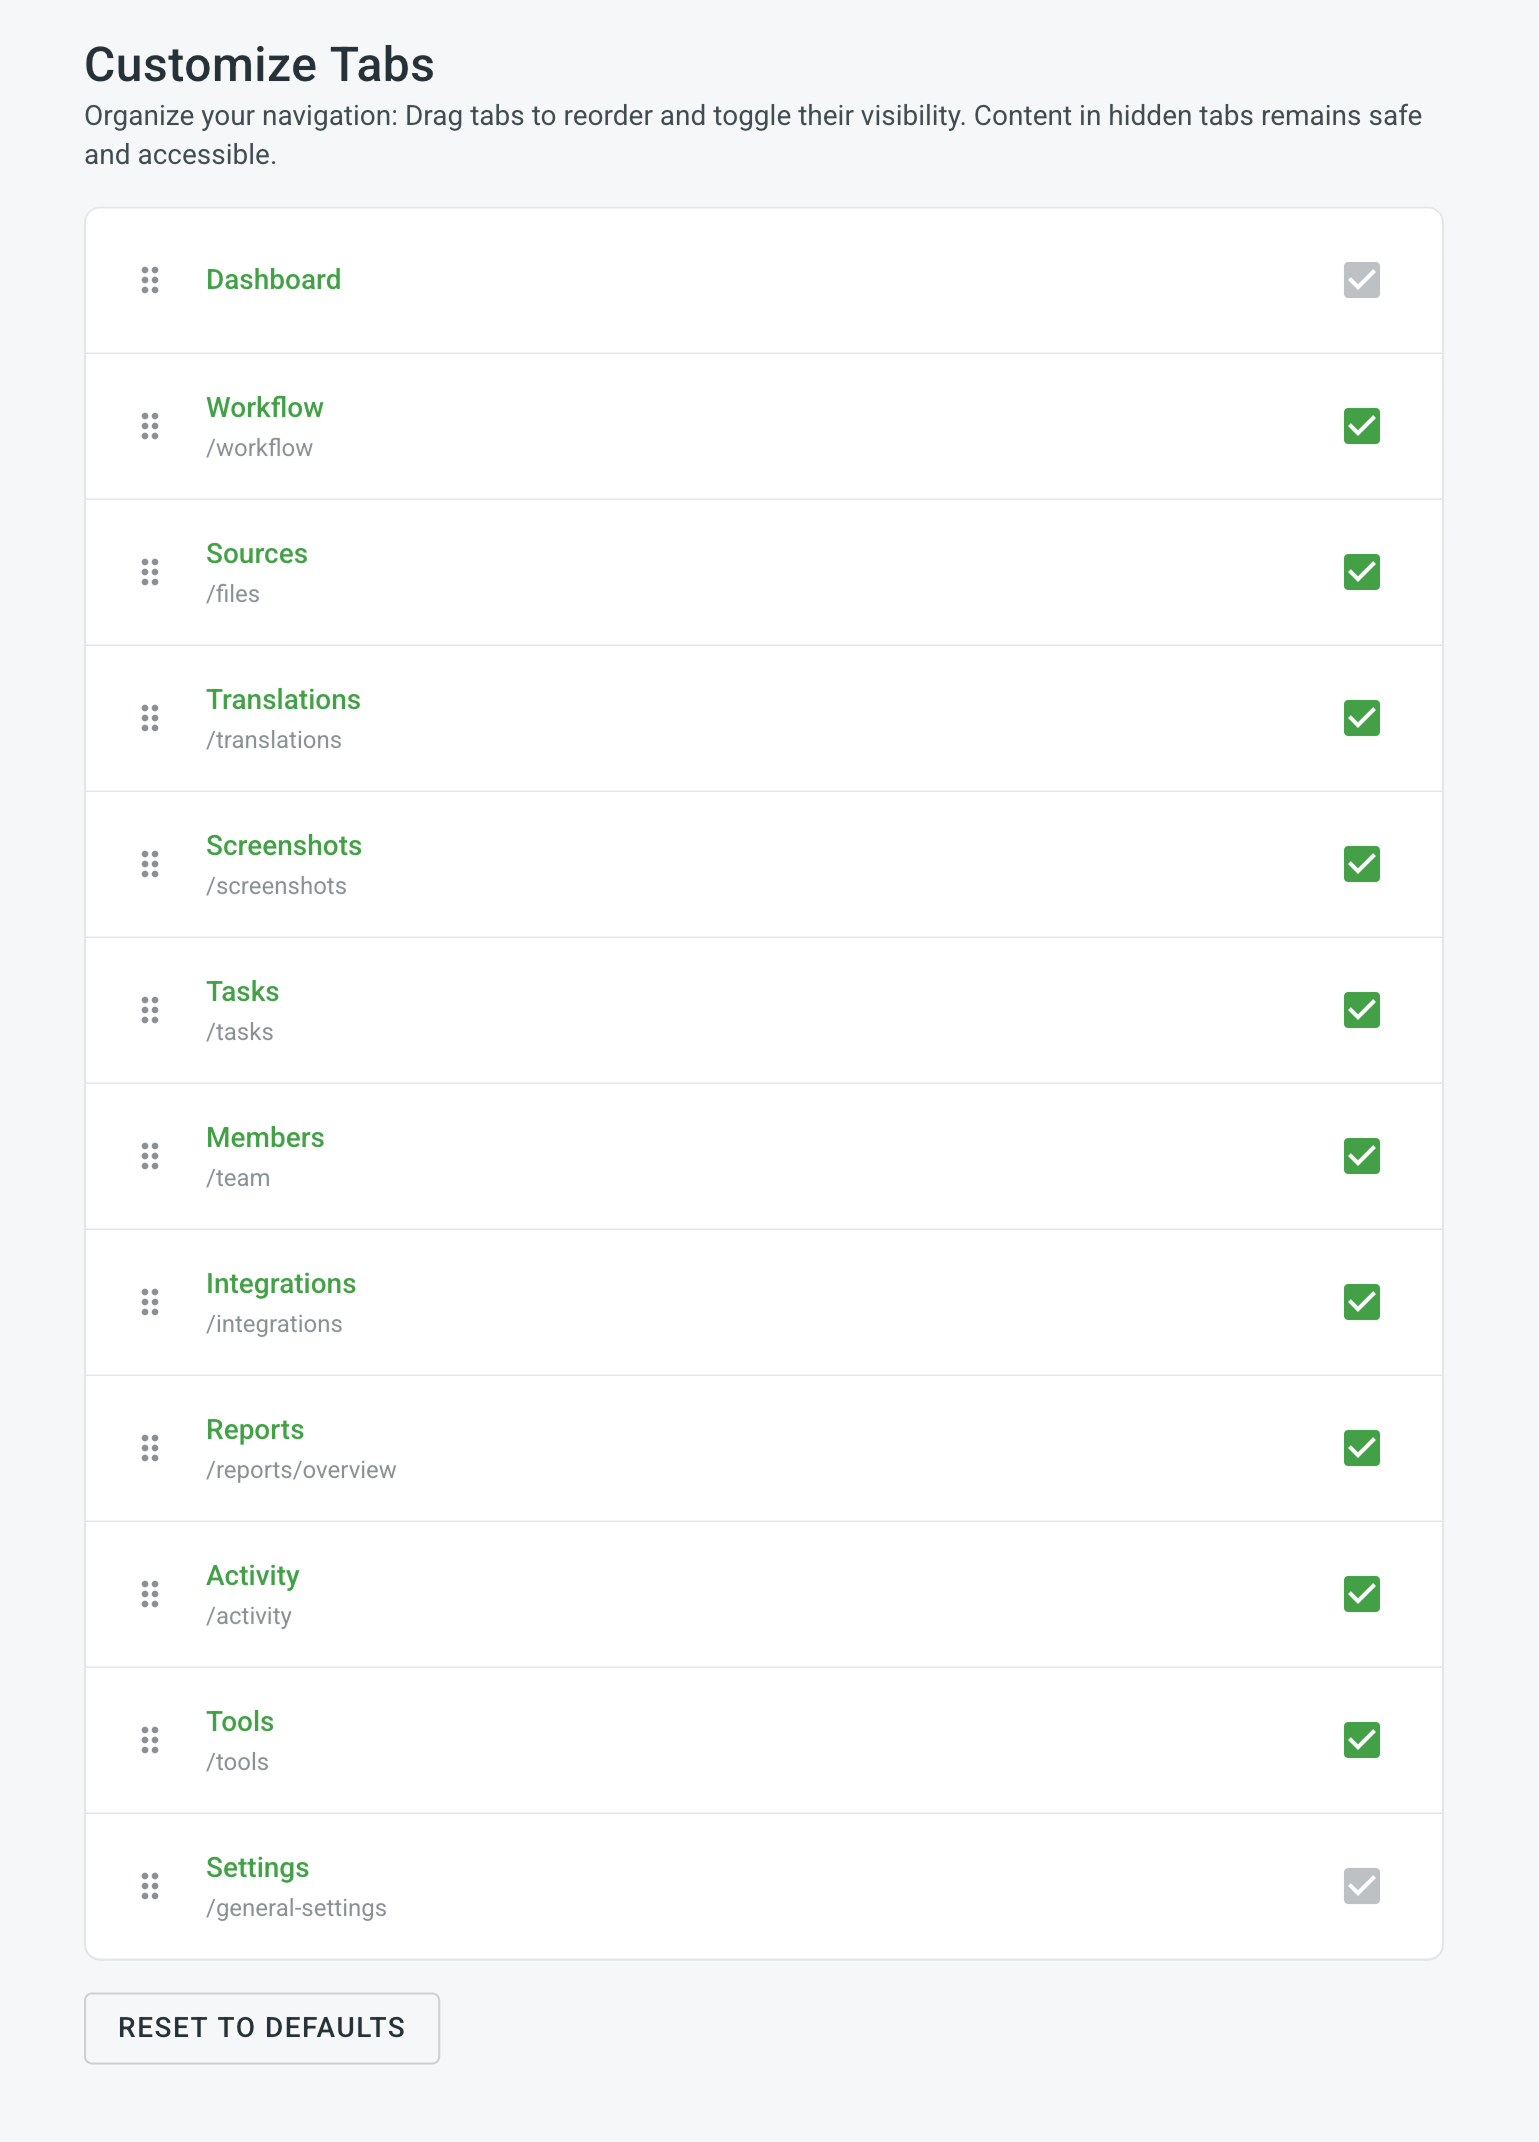 Customize Tabs
Organize your navigation: Drag tabs to reorder and toggle their visibility. Content in hidden tabs remains safe
and accessible.
Dashboard
Workflow
/workflow
Sources
/files
Translations
/translations
Screenshots
/screenshots
Tasks
/tasks
Members
/team
Integrations
/integrations
Reports
/reports/overview
Activity
/activity
Tools
/tools
Settings
/general-settings
RESET TO DEFAULTS